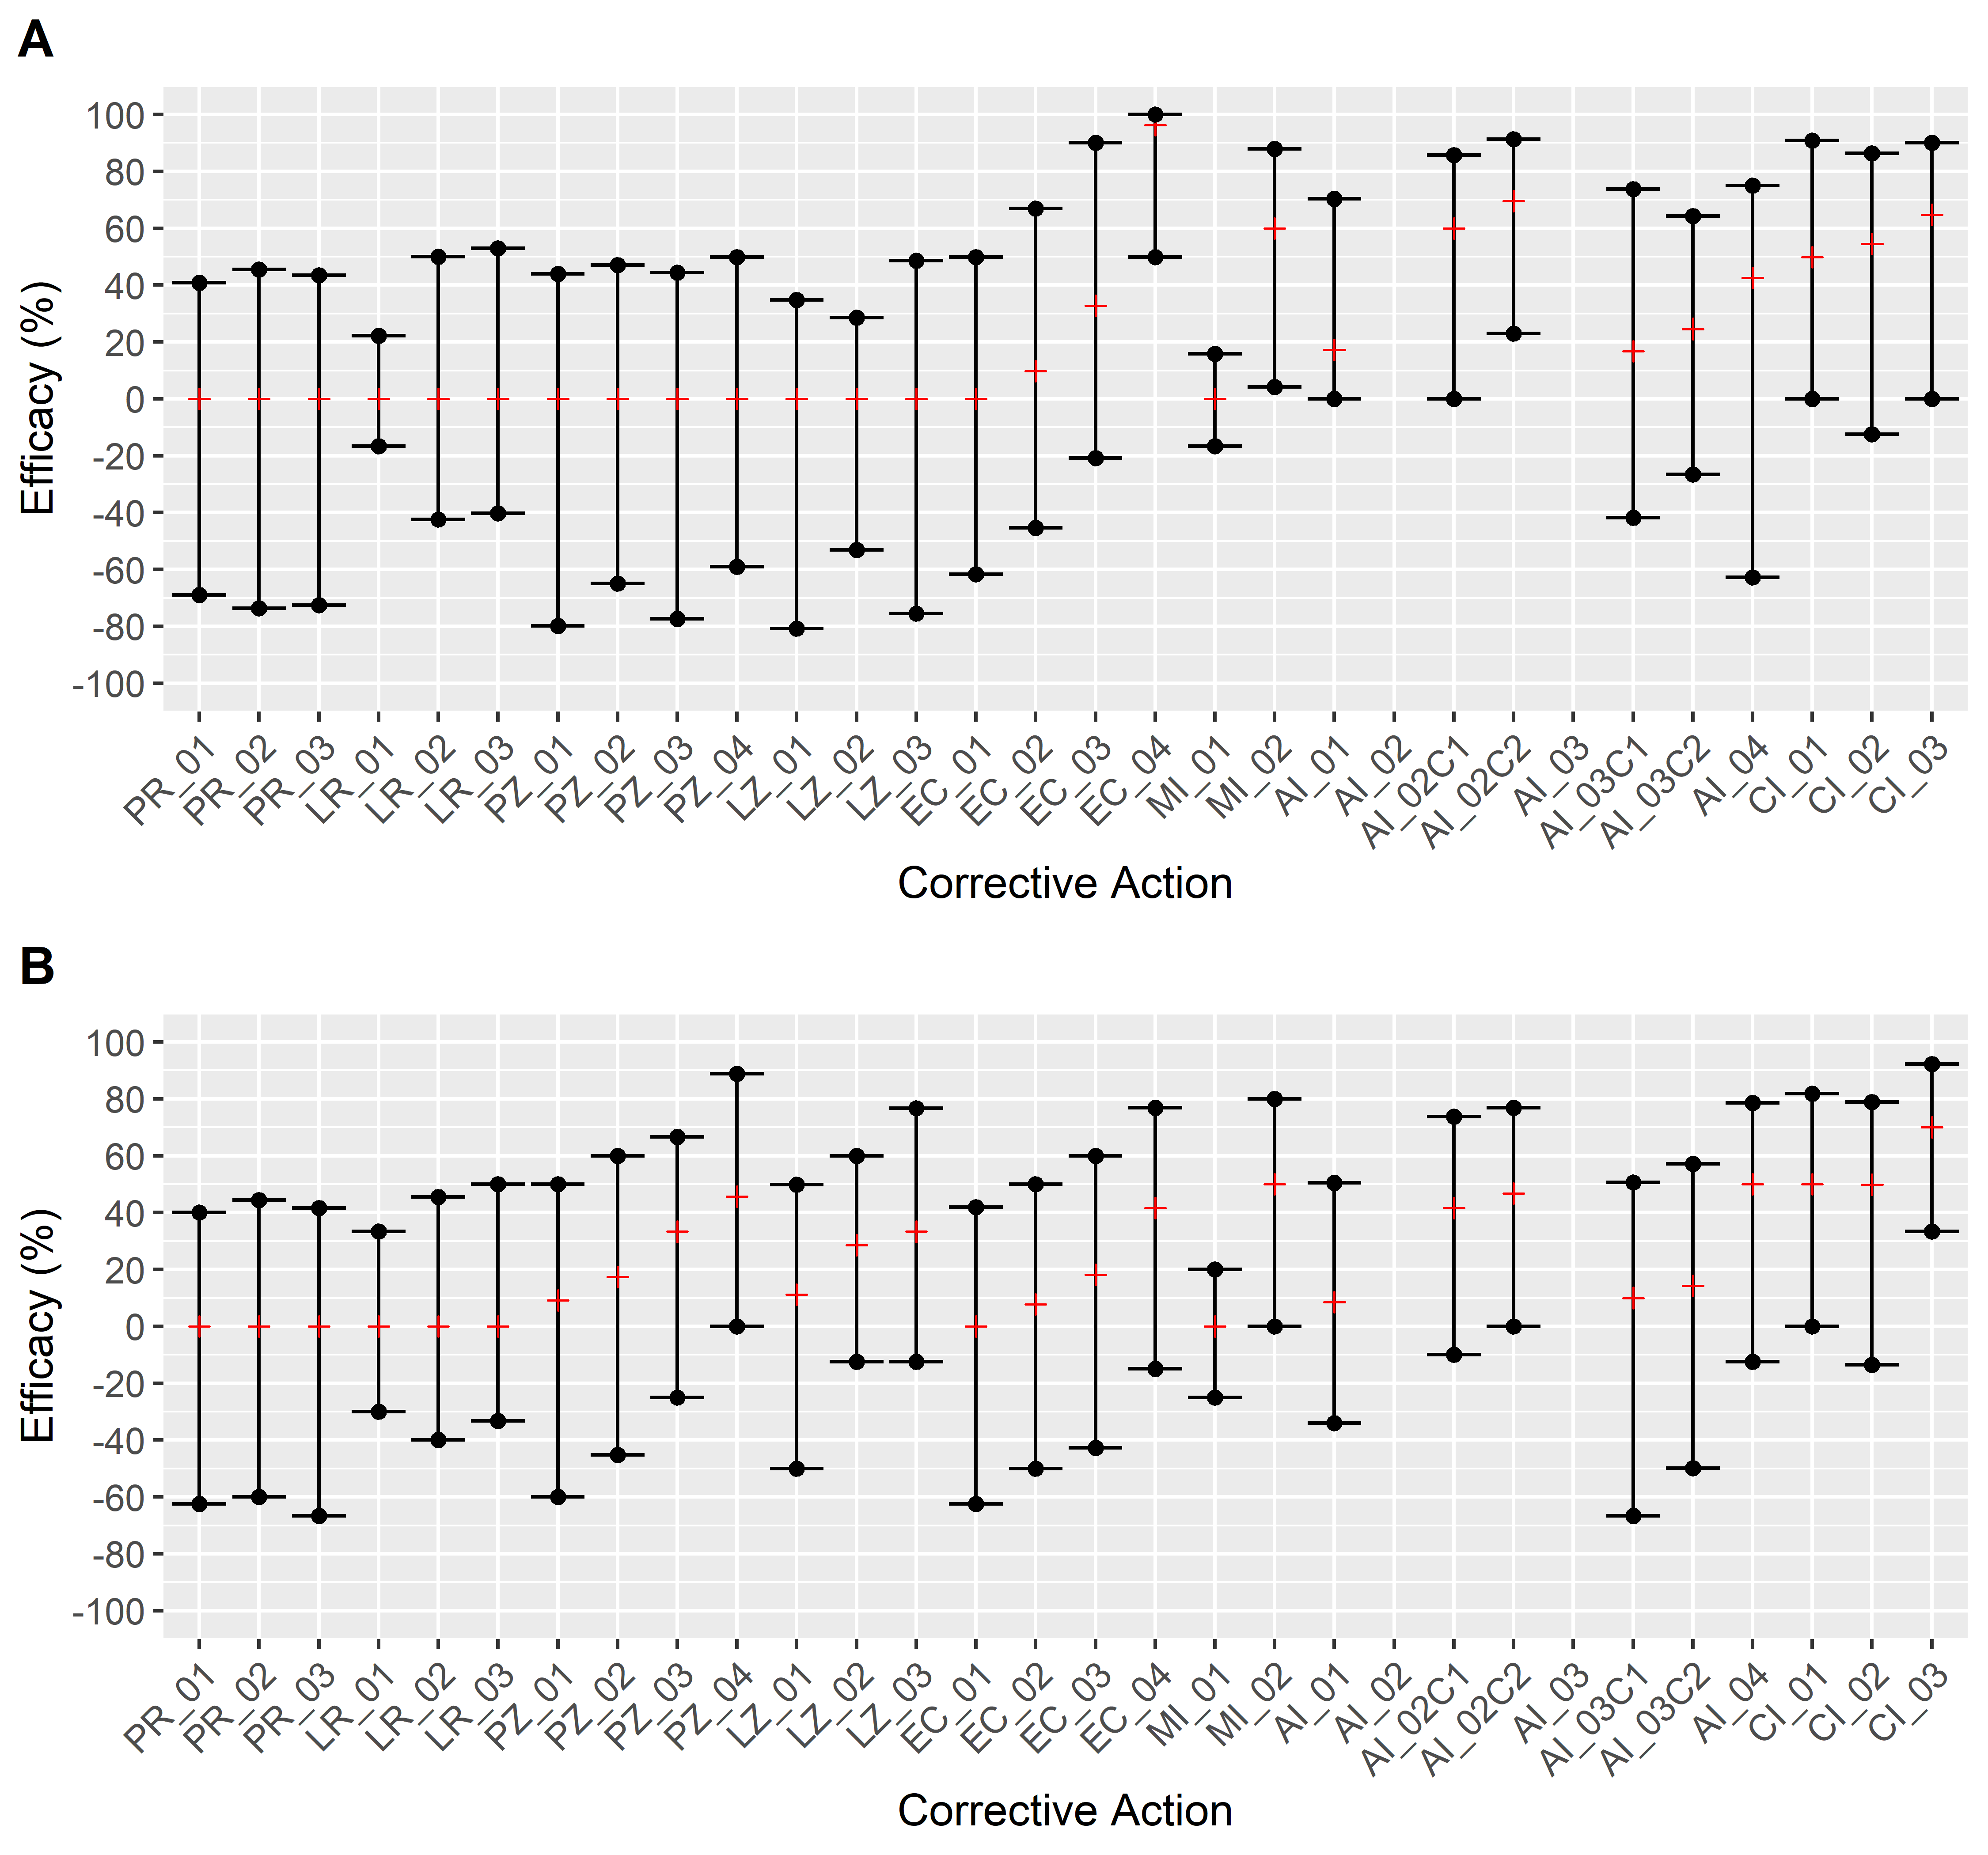 A
Efficacy (%)
100
80
60
40
20
0
-20
-40
-60
-80
-100
PR_01
PR_02
PR_03
LR_01
LR_02
LR_03
PZ_01
PZ_02
PZ_03
PZ_04
LZ_01
LZ_02
LZ_03
EC_01
EC_02
EC_03
EC_04
MI_01
MI_02
AI_01
AI_02
AI_02C1
AI_02C2
AI_03
AI_03C1
AI_03C2
AI_04
CI_01
CI_02
CI_03
Corrective Action
B
Efficacy (%)
100
80
60
40
20
0
-20
-40
-60
-80
-100
PR_01
PR_02
PR_03
LR_01
LR_02
LR_03
PZ_01
PZ_02
PZ_03
PZ_04
LZ_01
LZ_02
LZ_03
EC_01
EC_02
EC_03
EC_04
MI_01
MI_02
AI_01
AI_02
AI_02C1
AI_02C2
AI_03
AI_03C1
AI_03C2
AI_04
CI_01
CI_02
CI_03
Corrective Action